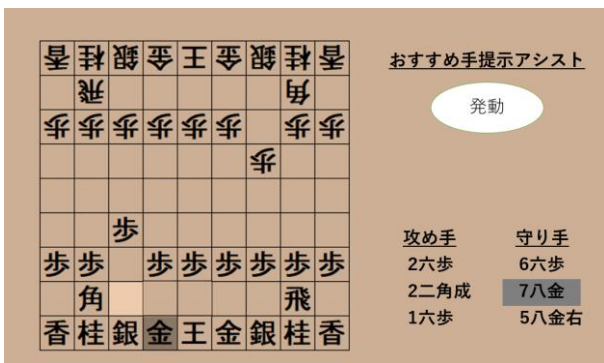 香桂銀金王金銀桂香
飛角
歩歩歩歩歩歩歩歩
歩
歩
歩歩歩歩歩歩歩歩
角飛
香桂銀金王金銀桂香
おすすめ手提示アシスト
発動
攻め手 守り手
2六歩 6六歩
2二角成 7八金
1六歩 5八金右